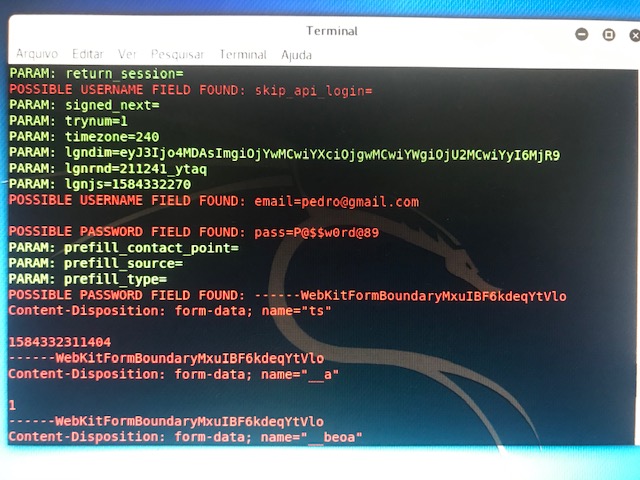 Terminal
Arquivo Editar Ver Pesquisar Terminal Ajuda
PARAM: return_session=
POSSIBLE USERNAME FIELD FOUND: skip_api_login=
PARAM: signed_next=
PARAM: trynum=1
PARAM: timezone=240
PARAM: lgndim=eyJ3Ijo4MDAsImgiOjYwMCwiYXciOjgwMCwiYWgiOjU2MCwiYyI6MjR9
PARAM: lgnrnd=211241_ytaq
PARAM: lgnjs=1584332270
POSSIBLE USERNAME FIELD FOUND: email=pedro@gmail.com
POSSIBLE PASSWORD FIELD FOUND: pass=P@$$w0rd@89
PARAM: prefill_contact_point=
PARAM: prefill_source=
PARAM: prefill_type=
POSSIBLE PASSWORD FIELD FOUND: ------WebKitFormBoundaryMxuIBF6kdeqYtVlo
Content-Disposition: form-data; name="ts"
1584332311404
------WebKitFormBoundaryMxuIBF6kdeqYtVlo
Content-Disposition: form-data; name="__a"
1
------WebKitFormBoundaryMxuIBF6kdeqYtVlo
Content-Disposition: form-data; name="__beoa"